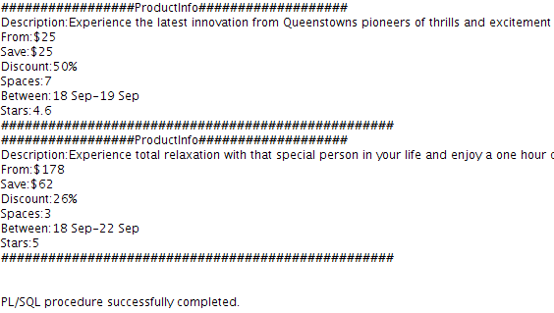 #################ProductInfo###################
Description:Experience the latest innovation from Queenstowns pioneers of thrills and excitement
From:$25
Save:$25
Discount:50%
Spaces:7
Between:18 Sep-19 Sep
Stars:4.6
##################################################
#################ProductInfo###################
Description:Experience total relaxation with that special person in your life and enjoy a one hour
From:$178
Save:$62
Discount:26%
Spaces:3
Between:18 Sep-22 Sep
Stars:5
##################################################
PL/SQL procedure successfully completed.